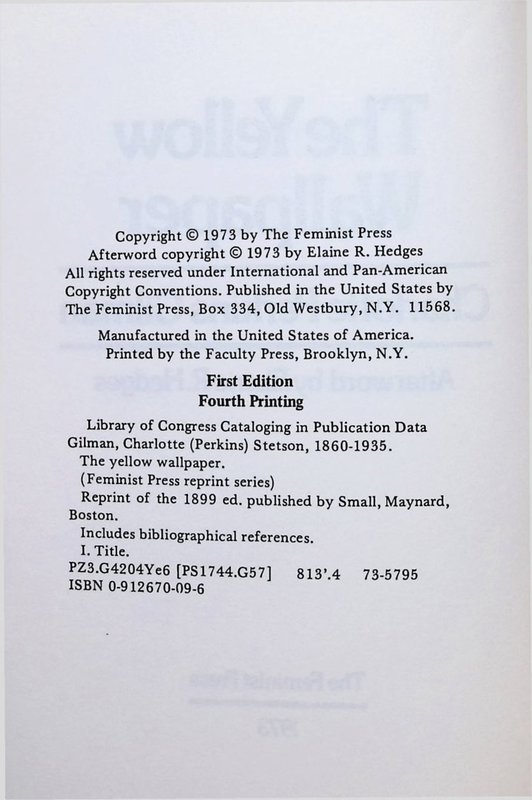 Copyright © 1973 by The Feminist Press
Afterword copyright © 1973 by Elaine R. Hedges
All rights reserved under International and Pan-American
Copyright Conventions. Published in the United States by
The Feminist Press, Box 334, Old Westbury, N.Y. 11568.
Manufactured in the United States of America.
Printed by the Faculty Press, Brooklyn, N.Y.
First Edition
Fourth Printing
Library of Congress Cataloging in Publication Data
Gilman, Charlotte (Perkins) Stetson, 1860-1935.
The yellow wallpaper.
(Feminist Press reprint series)
Reprint of the 1899 ed. published by Small, Maynard,
Boston.
Includes bibliographical references.
I. Title.
PZ3.G4204Ye6 [PS1744.G57] 813'.4 73-5795
ISBN 0-912670-09-6